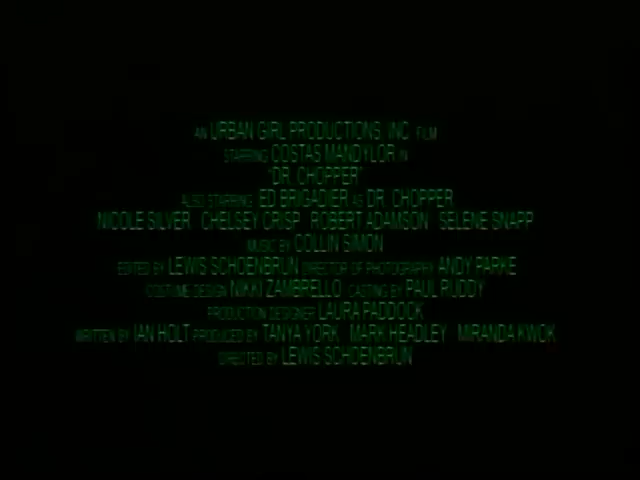 AN URBAN GIRL PRODUCTIONS, INC. FILM
STARRING COSTAS MANDYLOR IN
"DR. CHOPPER"
ALSO STARRING ED BRIGADIER AS DR. CHOPPER
NICOLE SILVER CHELSEY CRISP ROBERT ADAMSON SELENE SNAPP
MUSIC BY COLLIN SIMON
EDITED BY LEWIS SCHOENBRUN DIRECTOR OF PHOTOGRAPHY ANDY PARKE
COSTUME DESIGN NIKKI ZAMBRELLO CASTING BY PAUL RUDDY
PRODUCTION DESIGNER LAURA PADDOCK
WRITTEN BY IAN HOLT PRODUCED BY TANYA YORK MARK HEADLEY MIRANDA KWOK
DIRECTED BY LEWIS SCHOENBRUN